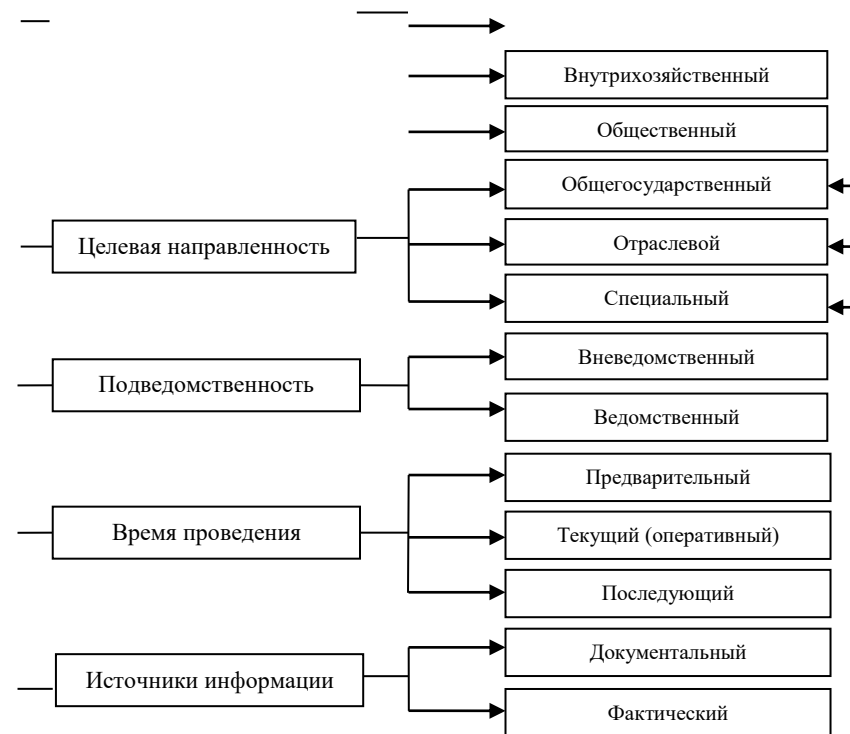 Внутрихозяйственный
Общественный
Целевая направленность
Общегосударственный
Отраслевой
Специальный
Подведомственность
Вневедомственный
Ведомственный
Время проведения
Предварительный
Текущий (оперативный)
Последующий
Источники информации
Документальный
Фактический